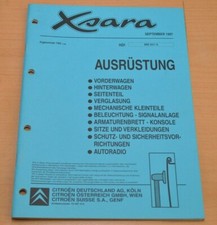 Xsara
SEPTEMBER 1997
AUSRÜSTUNG
VORDERWAGEN
HINTERWAGEN
SEITENTEIL
VERGLASUNG
MECHANISCHE KLEINTEILE
BELEUCHTUNG - SIGNALANLAGE
ARMATURENBRETT - KONSOLE
SITZE UND VERKLEIDUNGEN
SCHUTZ- UND SICHERHEITSVOR-
RICHTUNGEN
AUTORADIO
CITROËN DEUTSCHLAND AG, KÖLN
CITROËN ÖSTERREICH GMBH, WIEN
CITROËN SUISSE S.A., GENF